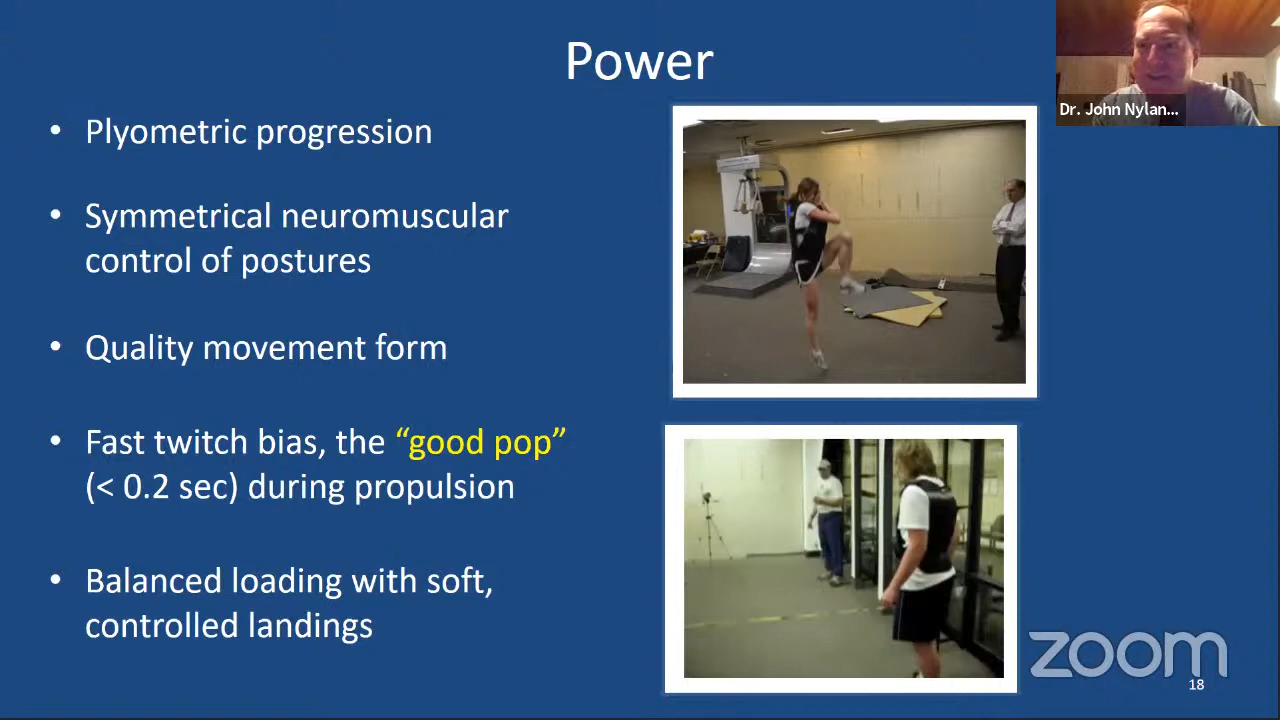 Power
Dr. John Nylan...
• Plyometric progression
• Symmetrical neuromuscular
control of postures
• Quality movement form
• Fast twitch bias, the “good pop”
(< 0.2 sec) during propulsion
• Balanced loading with soft,
controlled landings
zoom
18